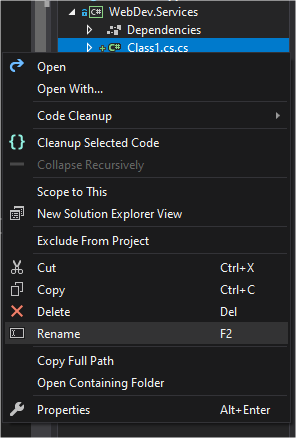 WebDev.Services
Dependencies
Class1.cs.cs
Open
Open With...
Code Cleanup
Cleanup Selected Code
Collapse Recursively
Scope to This
New Solution Explorer View
Exclude From Project
Cut Ctrl+X
Copy Ctrl+C
Delete Del
Rename F2
Copy Full Path
Open Containing Folder
Properties Alt+Enter